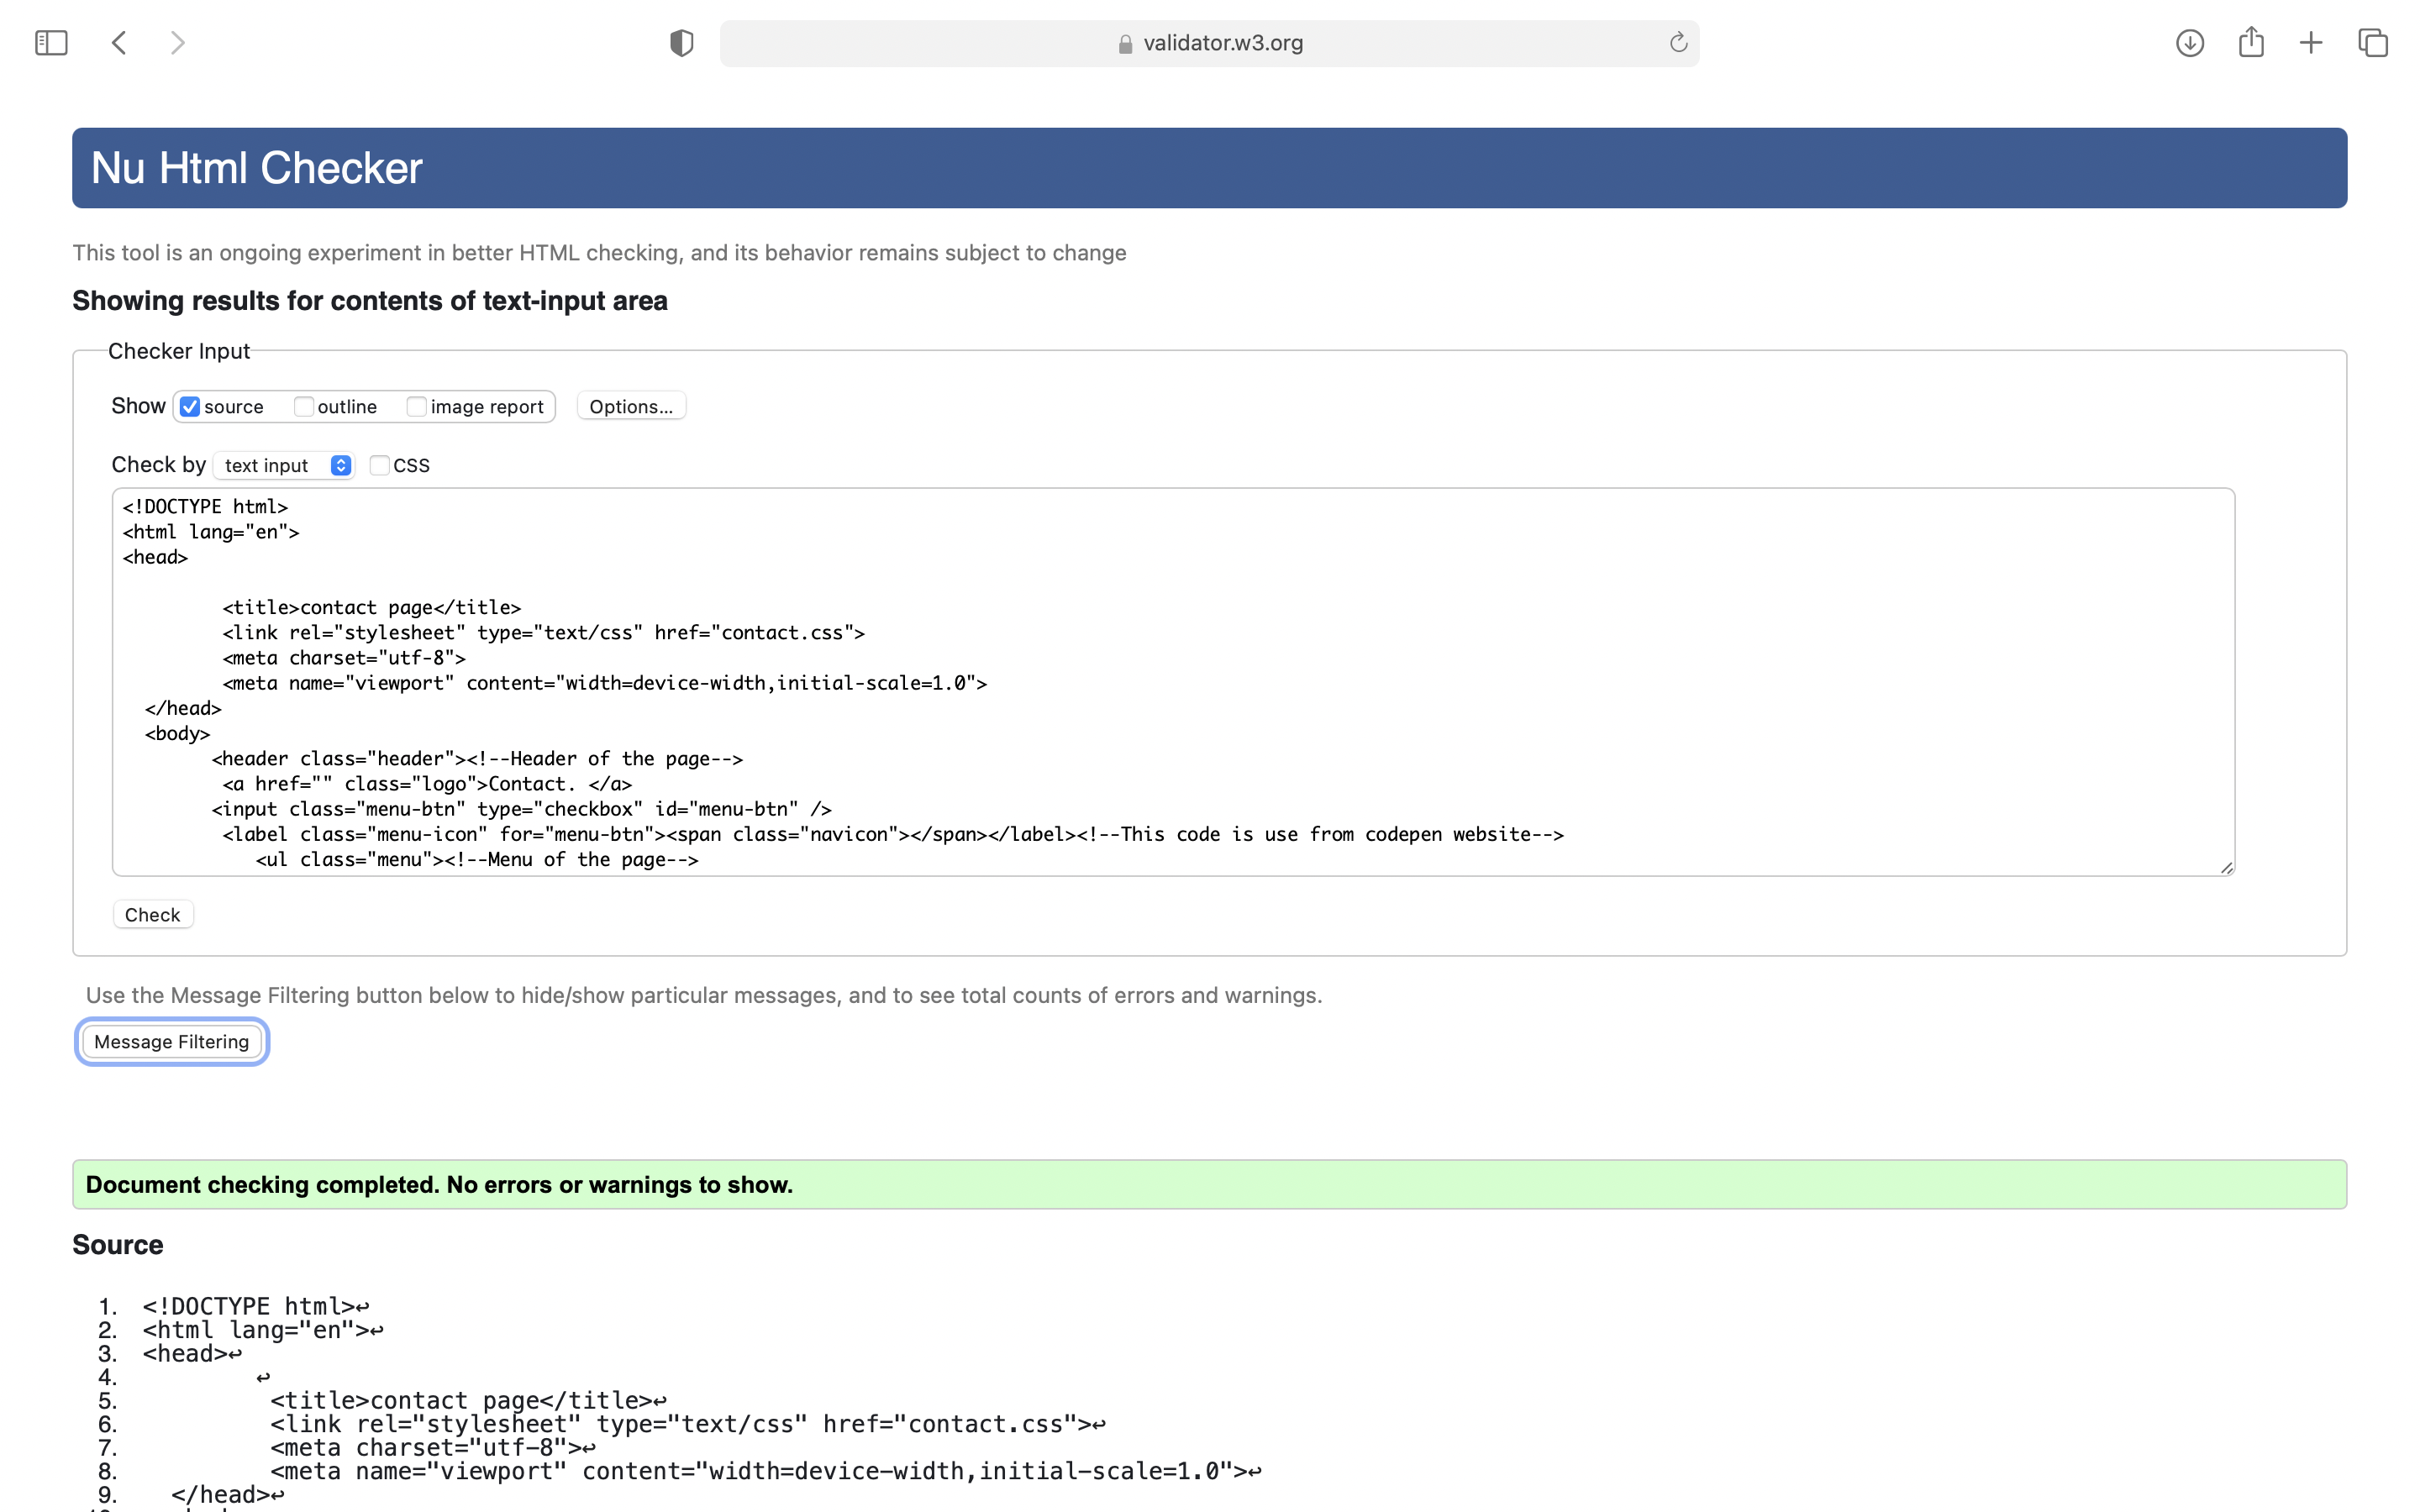 validator.w3.org
Nu Html Checker
This tool is an ongoing experiment in better HTML checking, and its behavior remains subject to change
Showing results for contents of text-input area
Checker Input
Show source outline image report Options...
Check by text input CSS
<!DOCTYPE html>
<html lang="en">
<head>
<title>contact page</title>
<link rel="stylesheet" type="text/css" href="contact.css">
<meta charset="utf-8">
<meta name="viewport" content="width=device-width,initial-scale=1.0">
</head>
<body>
<header class="header"><!--Header of the page-->
<a href="" class="logo">Contact. </a>
<input class="menu-btn" type="checkbox" id="menu-btn" />
<label class="menu-icon" for="menu-btn"><span class="navicon"></span></label><!--This code is use from codepen website-->
<ul class="menu"><!--Menu of the page-->
Check
Use the Message Filtering button below to hide/show particular messages, and to see total counts of errors and warnings.
Message Filtering
Document checking completed. No errors or warnings to show.
Source
1. <!DOCTYPE html>↩
2. <html lang="en">↩
3. <head>↩
4. ↩
5. <title>contact page</title>↩
6. <link rel="stylesheet" type="text/css" href="contact.css">↩
7. <meta charset="utf-8">↩
8. <meta name="viewport" content="width=device-width,initial-scale=1.0">↩
9. </head>↩